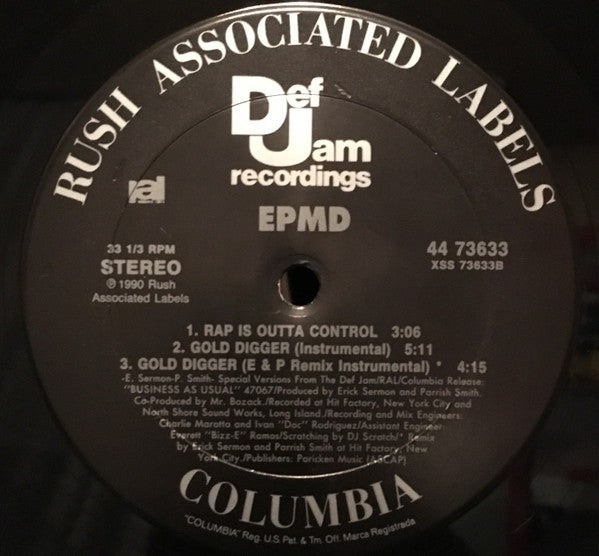 RUSH ASSOCIATED LABELS
Def
Jam
recordings
ral
EPMD
33 1/3 RPM
STEREO
℗ 1990 Rush
Associated Labels
44 73633
XSS 73633B
1. RAP IS OUTTA CONTROL 3:06
2. GOLD DIGGER (Instrumental) 5:11
3. GOLD DIGGER (E & P Remix Instrumental) * 4:15
-E. Sermon-P. Smith- Special Versions From The Def Jam/RAL/Columbia Release:
"BUSINESS AS USUAL" 47067/Produced by Erick Sermon and Parrish Smith.
Co-Produced by Mr. Bozack./Recorded at Hit Factory, New York City and
North Shore Sound Works, Long Island./Recording and Mix Engineers:
Charlie Marotta and Ivan "Doc" Rodriguez/Assistant Engineer:
Everett "Bizz-E" Ramos/Scratching by DJ Scratch/* Remix
by Erick Sermon and Parrish Smith at Hit Factory, New
York City./Publishers: Paricken Music (ASCAP)
COLUMBIA
"COLUMBIA" Reg. U.S. Pat. & Tm. Off. Marca Registrada